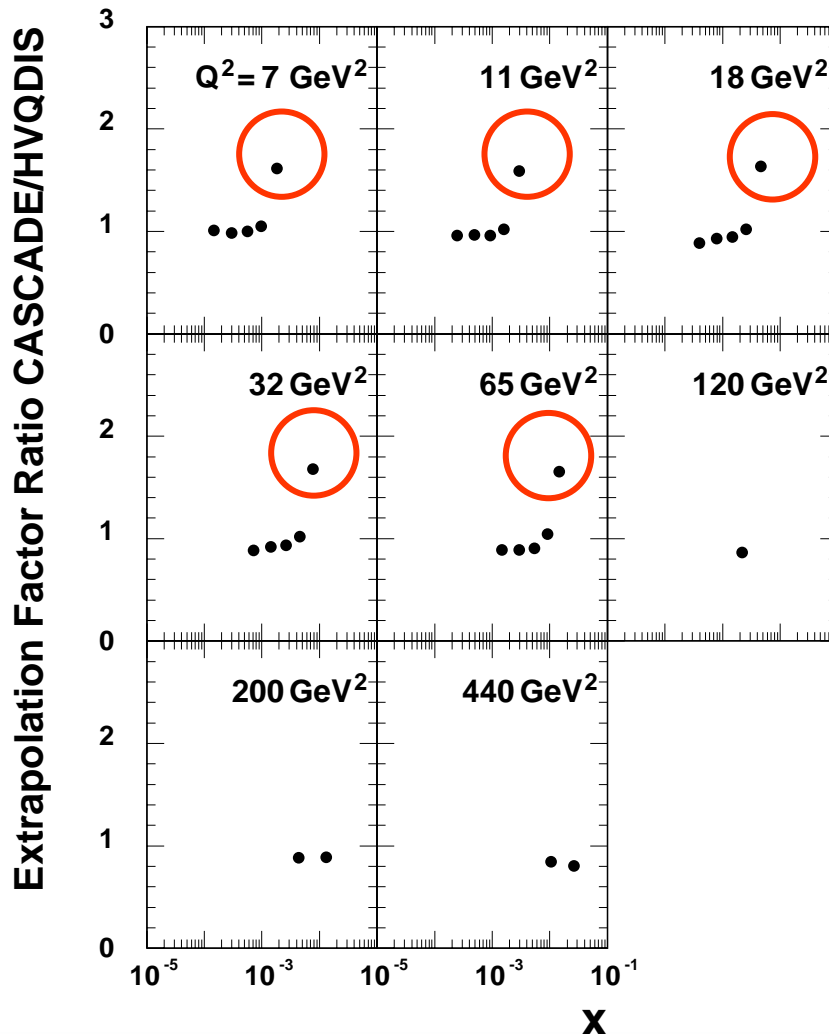 Extrapolation Factor Ratio CASCADE/HVQDIS
3
Q² = 7 GeV²
11 GeV²
18 GeV²
2
1
0
32 GeV²
65 GeV²
120 GeV²
2
1
0
200 GeV²
440 GeV²
2
1
0
10⁻⁵
10⁻³
10⁻⁵
10⁻³
10⁻¹
x